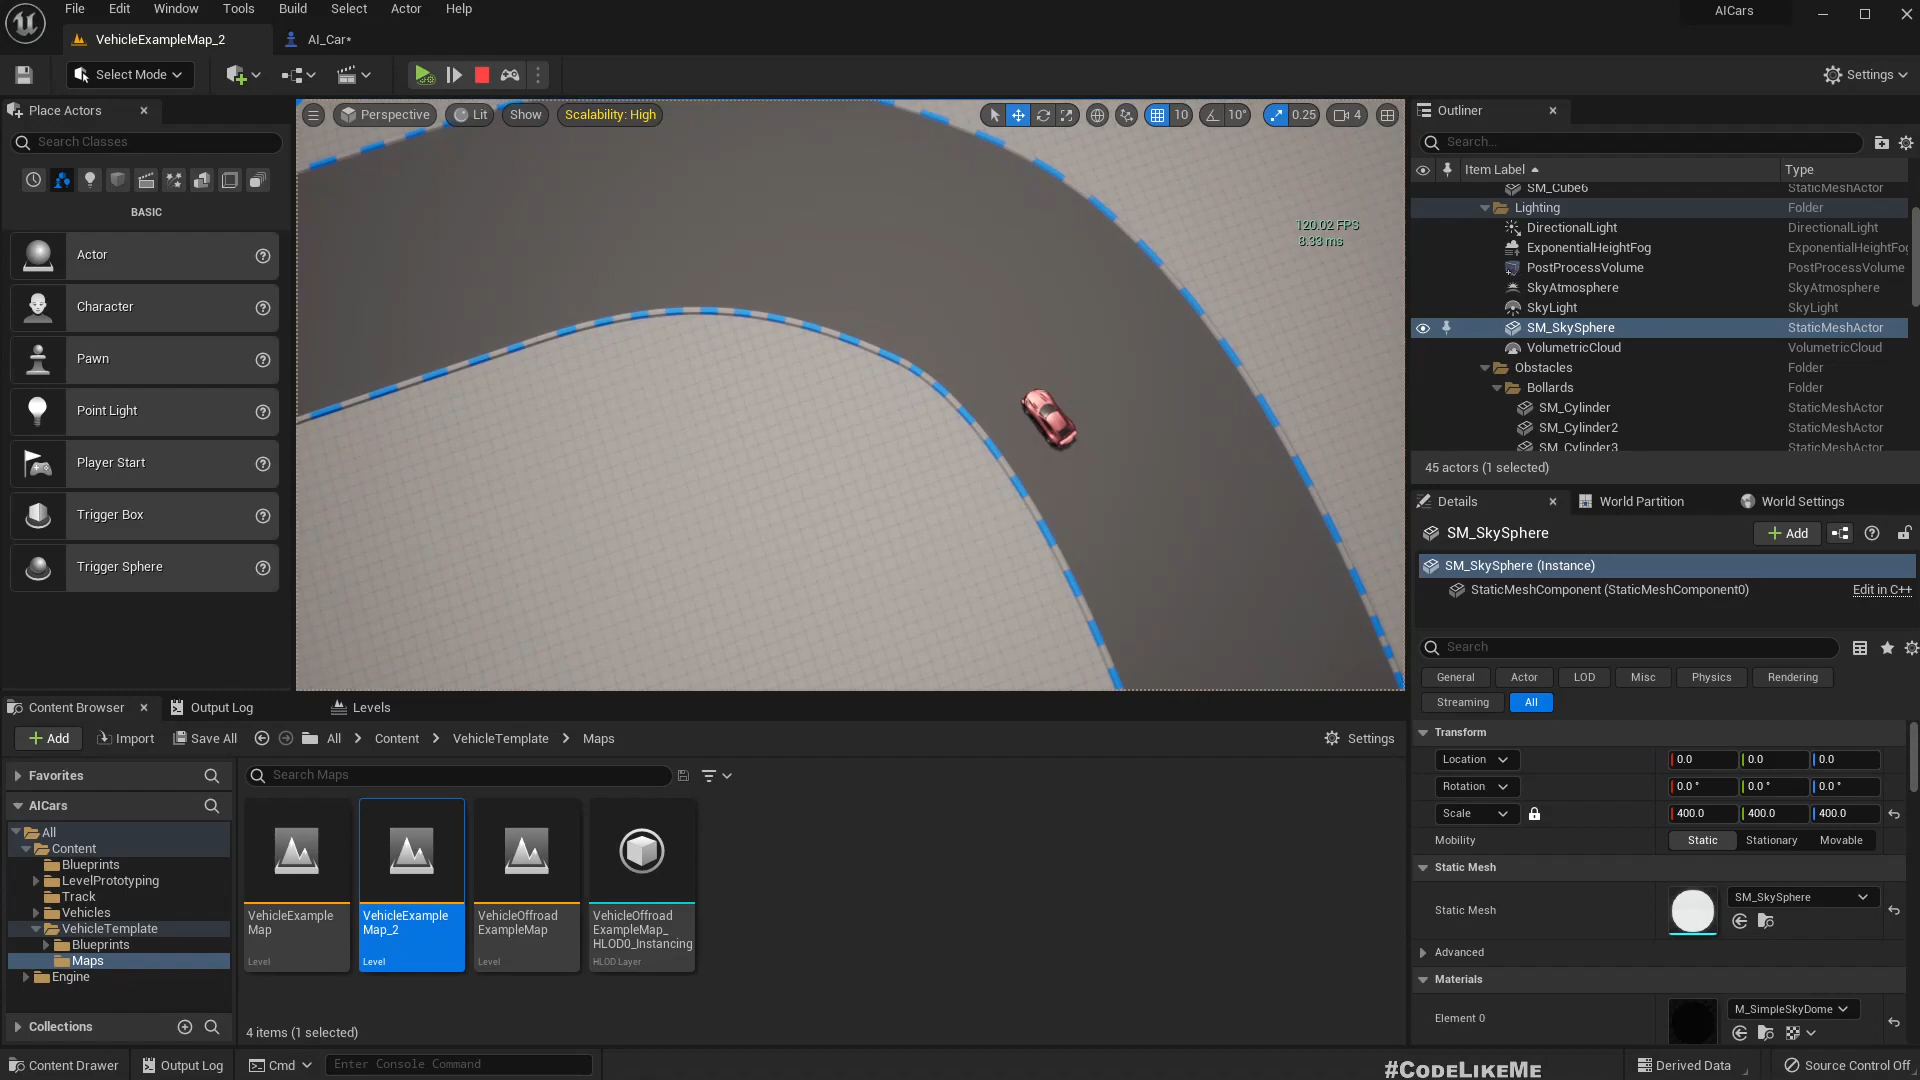 File Edit Window Tools Build Select Actor Help
AICars
VehicleExampleMap_2
AI_Car*
Select Mode
Settings
Place Actors
Search Classes
BASIC
Actor
Character
Pawn
Point Light
Player Start
Trigger Box
Trigger Sphere
Perspective
Lit
Show
Scalability: High
10
10°
0.25
4
120.02 FPS
8.33 ms
Outliner
Search...
Item Label
Type
SM_Cube6 StaticMeshActor
Lighting Folder
DirectionalLight DirectionalLight
ExponentialHeightFog ExponentialHeightFo
PostProcessVolume PostProcessVolume
SkyAtmosphere SkyAtmosphere
SkyLight SkyLight
SM_SkySphere StaticMeshActor
VolumetricCloud VolumetricCloud
Obstacles Folder
Bollards Folder
SM_Cylinder StaticMeshActor
SM_Cylinder2 StaticMeshActor
SM_Cylinder3 StaticMeshActor
45 actors (1 selected)
Details
World Partition
World Settings
SM_SkySphere
Add
SM_SkySphere (Instance)
StaticMeshComponent (StaticMeshComponent0)
Edit in C++
Search
General Actor LOD Misc Physics Rendering
Streaming All
Transform
Location 0.0 0.0 0.0
Rotation 0.0 ° 0.0 ° 0.0 °
Scale 400.0 400.0 400.0
Mobility Static Stationary Movable
Static Mesh
Static Mesh SM_SkySphere
Advanced
Materials
Element 0 M_SimpleSkyDome
Content Browser
Output Log
Levels
Add
Import
Save All
All > Content > VehicleTemplate > Maps
Settings
Favorites
AICars
All
Content
Blueprints
LevelPrototyping
Track
Vehicles
VehicleTemplate
Blueprints
Maps
Engine
Collections
Search Maps
VehicleExample
Map
Level
VehicleExample
Map_2
Level
VehicleOffroad
ExampleMap
Level
VehicleOffroad
ExampleMap_
HLOD0_Instancing
HLOD Layer
4 items (1 selected)
Content Drawer
Output Log
Cmd
Enter Console Command
#CODELIKEME
Derived Data
Source Control Off